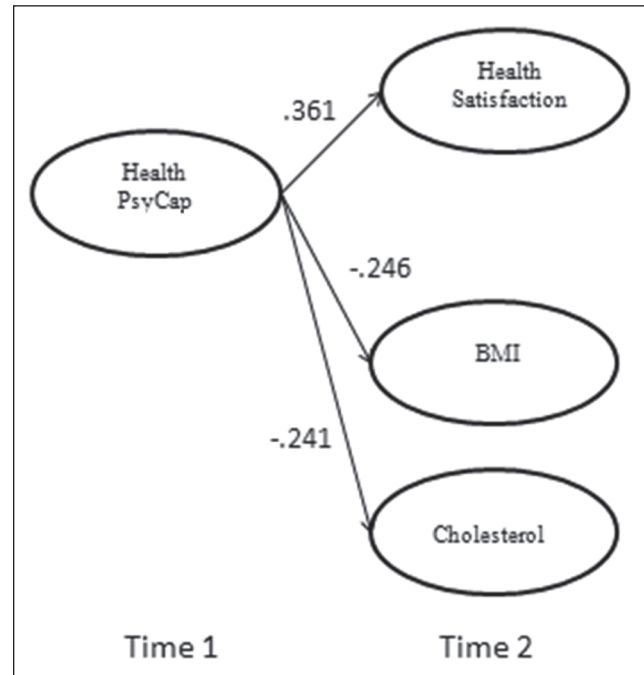 Health
Satisfaction
.361
Health
PsyCap
-.246
BMI
-.241
Cholesterol
Time 1
Time 2